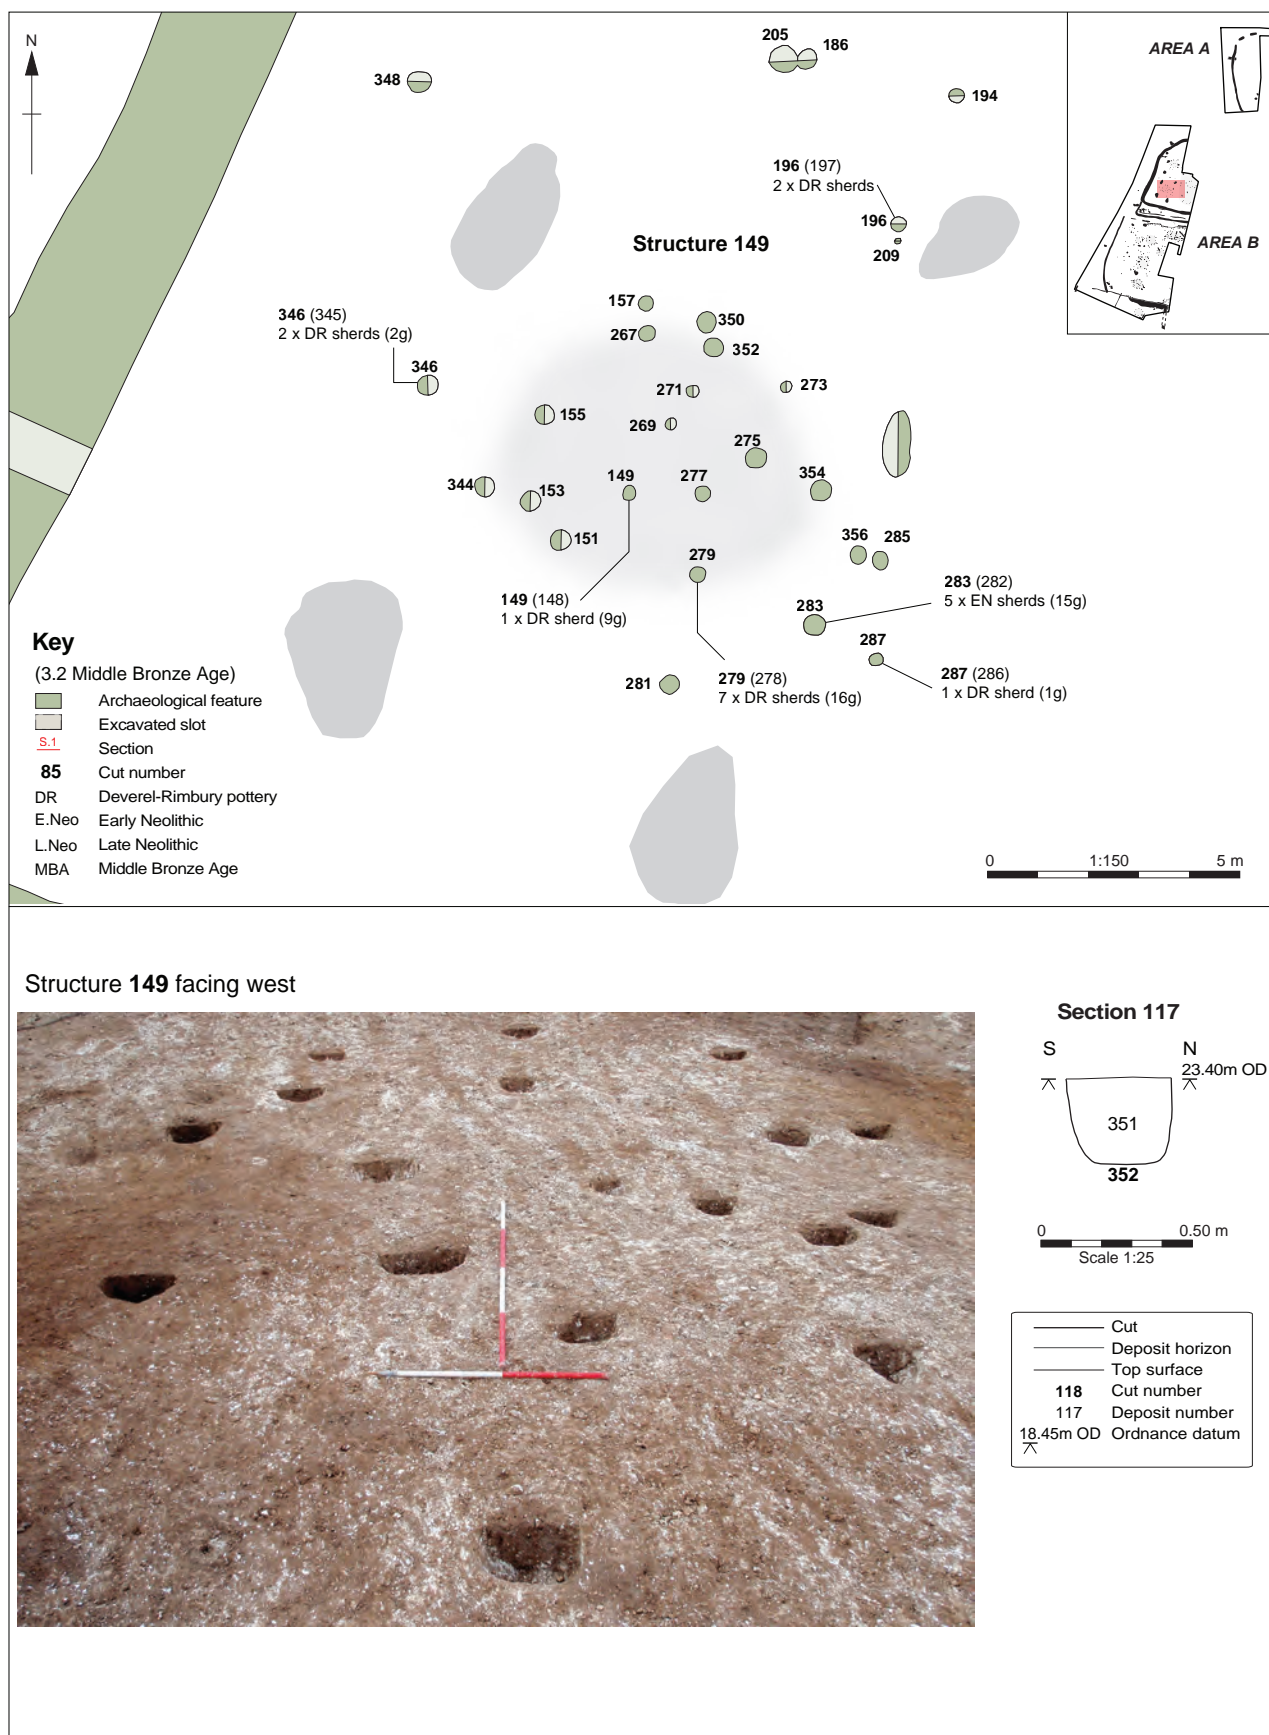 N
205
186
348
194
AREA A
196 (197)
2 x DR sherds
196
209
AREA B
Structure 149
157
350
267
352
346 (345)
2 x DR sherds (2g)
346
271
273
155
269
275
344
153
149
277
354
151
356
285
279
149 (148)
1 x DR sherd (9g)
283 (282)
5 x EN sherds (15g)
283
287
281
279 (278)
7 x DR sherds (16g)
287 (286)
1 x DR sherd (1g)
Key
(3.2 Middle Bronze Age)
Archaeological feature
Excavated slot
S.1 Section
85 Cut number
DR Deverel-Rimbury pottery
E.Neo Early Neolithic
L.Neo Late Neolithic
MBA Middle Bronze Age
0 1:150 5 m
Structure 149 facing west
Section 117
S N
23.40m OD
351
352
0 0.50 m
Scale 1:25
Cut
Deposit horizon
Top surface
118 Cut number
117 Deposit number
18.45m OD Ordnance datum